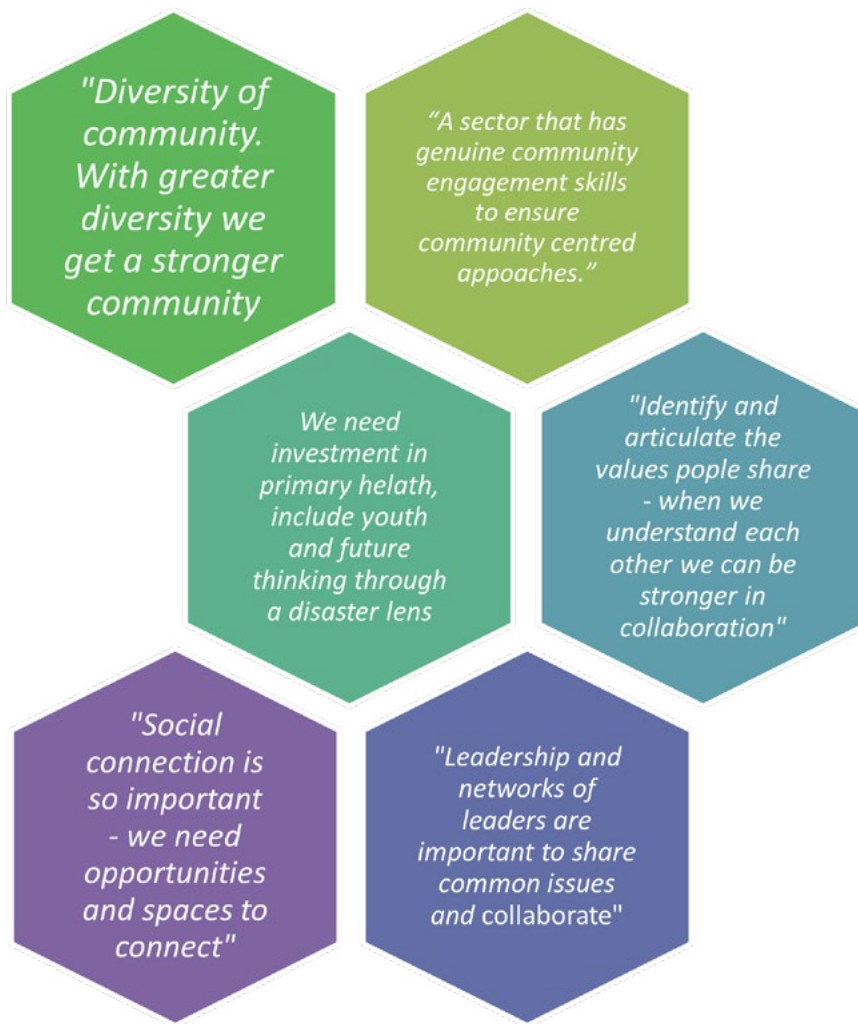 "Diversity of
community.
With greater
diversity we
get a stronger
community
“A sector that has
genuine community
engagement skills
to ensure
community centred
appoaches.”
We need
investment in
primary helath,
include youth
and future
thinking through
a disaster lens
"Identify and
articulate the
values pople share
- when we
understand each
other we can be
stronger in
collaboration"
"Social
connection is
so important
- we need
opportunities
and spaces to
connect"
"Leadership and
networks of
leaders are
important to share
common issues
and collaborate"